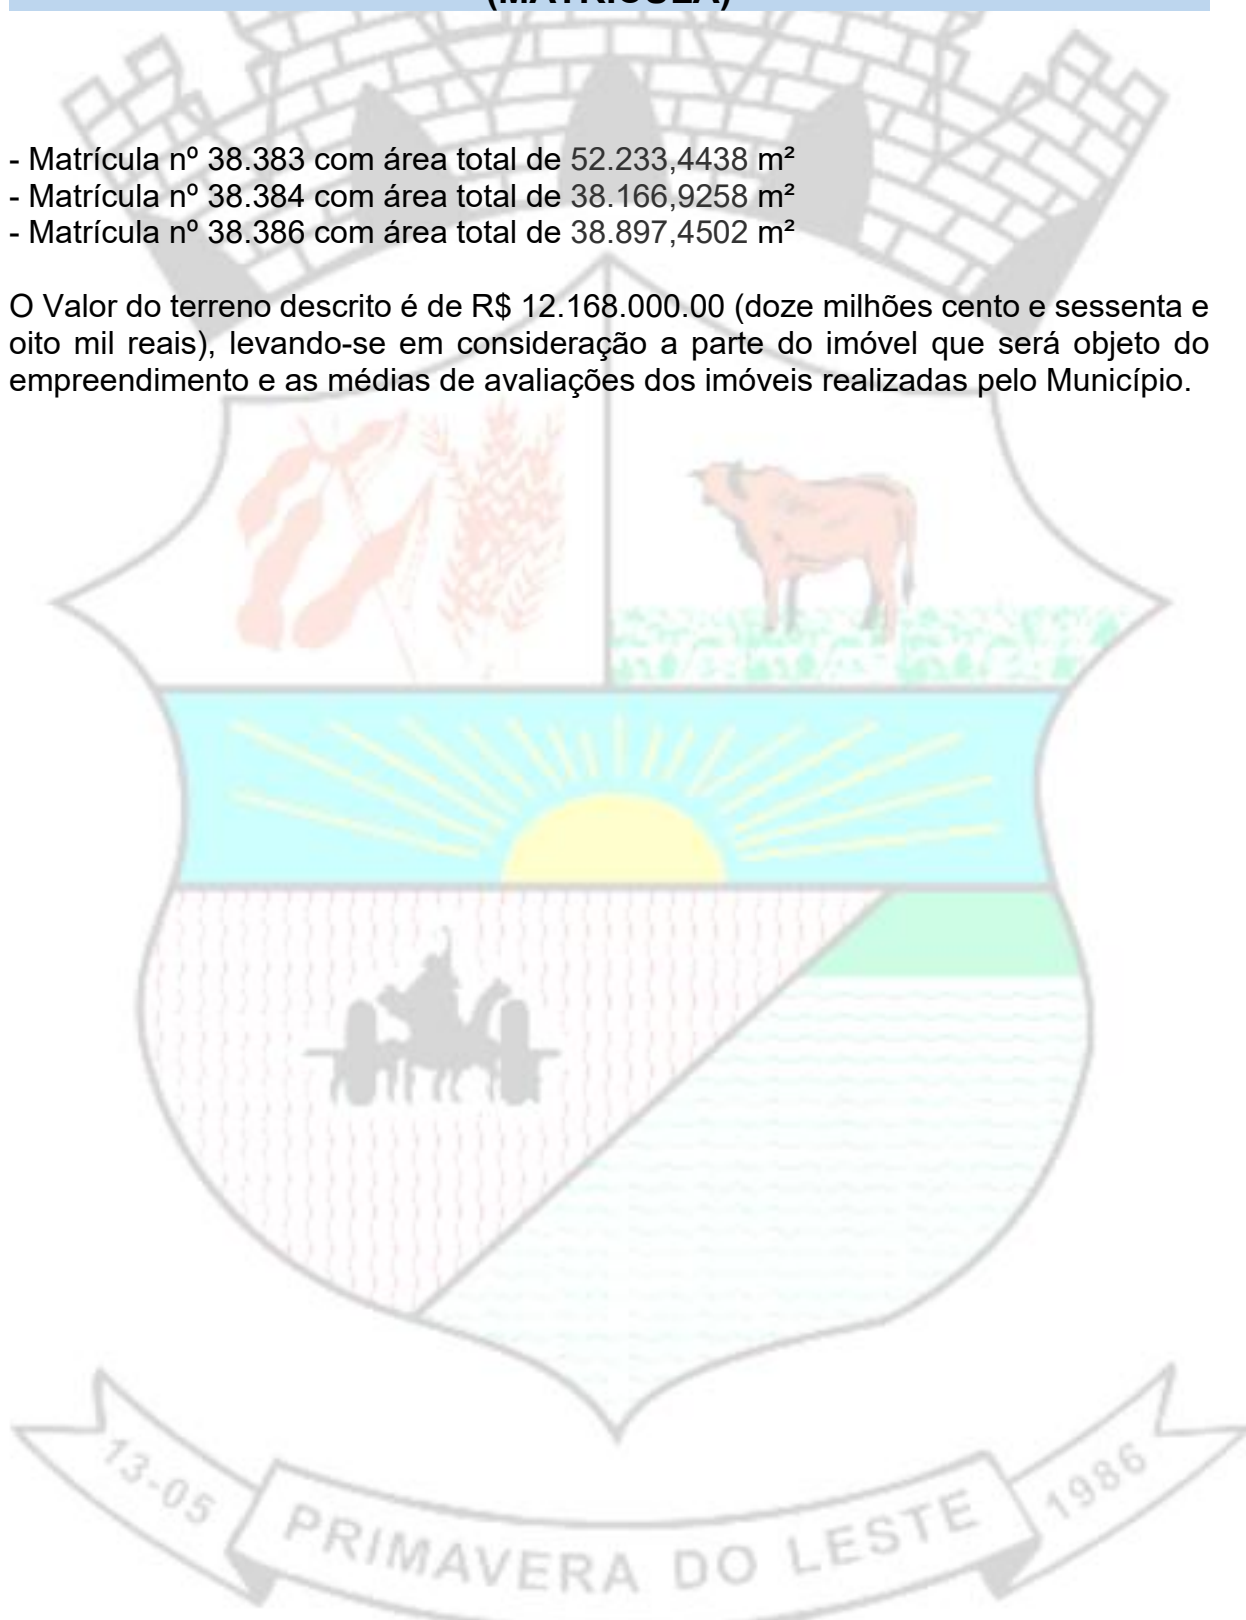 (MATRÍCULA)
- Matrícula nº 38.383 com área total de 52.233,4438 m²
- Matrícula nº 38.384 com área total de 38.166,9258 m²
- Matrícula nº 38.386 com área total de 38.897,4502 m²
O Valor do terreno descrito é de R$ 12.168.000.00 (doze milhões cento e sessenta e
oito mil reais), levando-se em consideração a parte do imóvel que será objeto do
empreendimento e as médias de avaliações dos imóveis realizadas pelo Município.
13-05
PRIMAVERA DO LESTE
1986